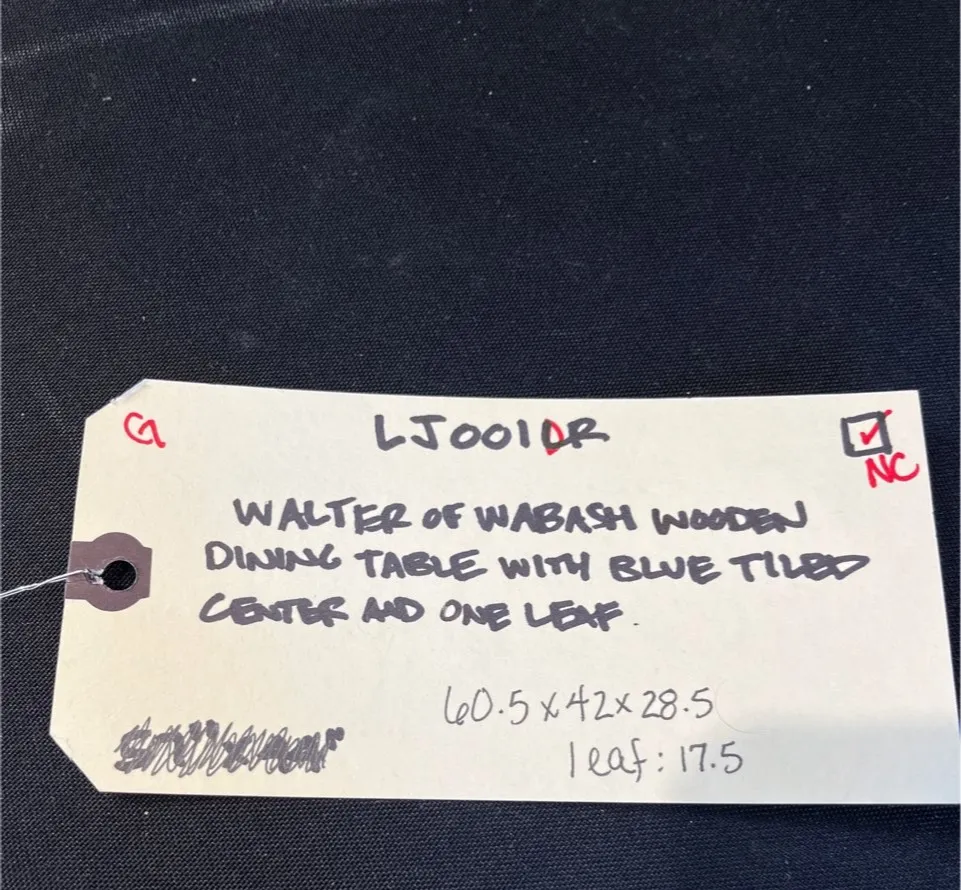 G
LJ001DR
NC
WALTER OF WABASH WOODEN
DINING TABLE WITH BLUE TILED
CENTER AND ONE LEAF.
60.5 x 42 x 28.5
leaf: 17.5